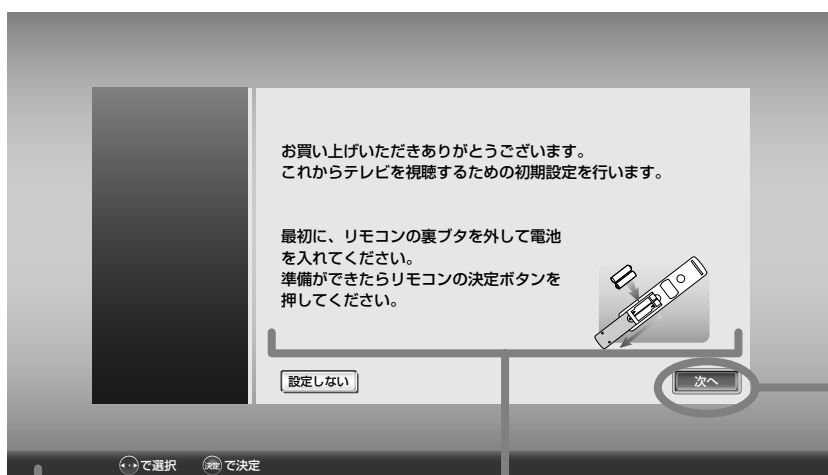 お買い上げいただきありがとうございます。
これからテレビを視聴するための初期設定を行います。
最初に、リモコンの裏ブタを外して電池
を入れてください。
準備ができたらリモコンの決定ボタンを
押してください。
設定しない
次へ
で選択 決定 で決定